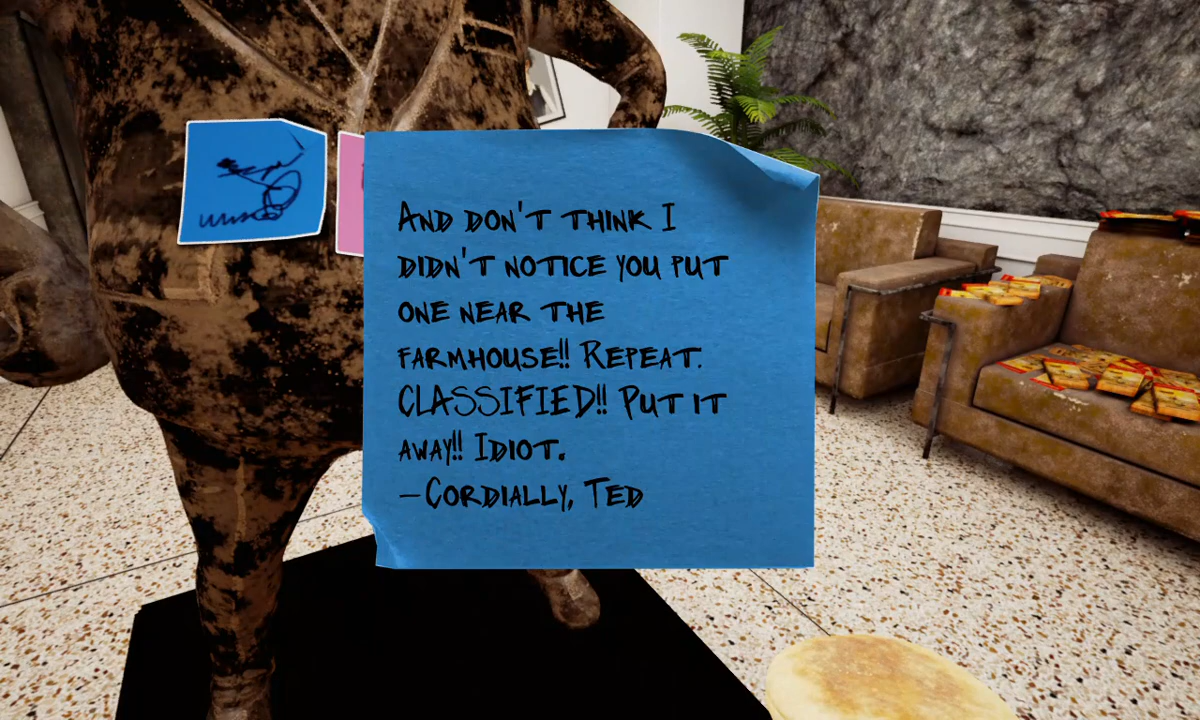 And don't think I
didn't notice you put
one near the
farmhouse!! Repeat.
CLASSIFIED!! Put it
away!! Idiot.
–Cordially, Ted